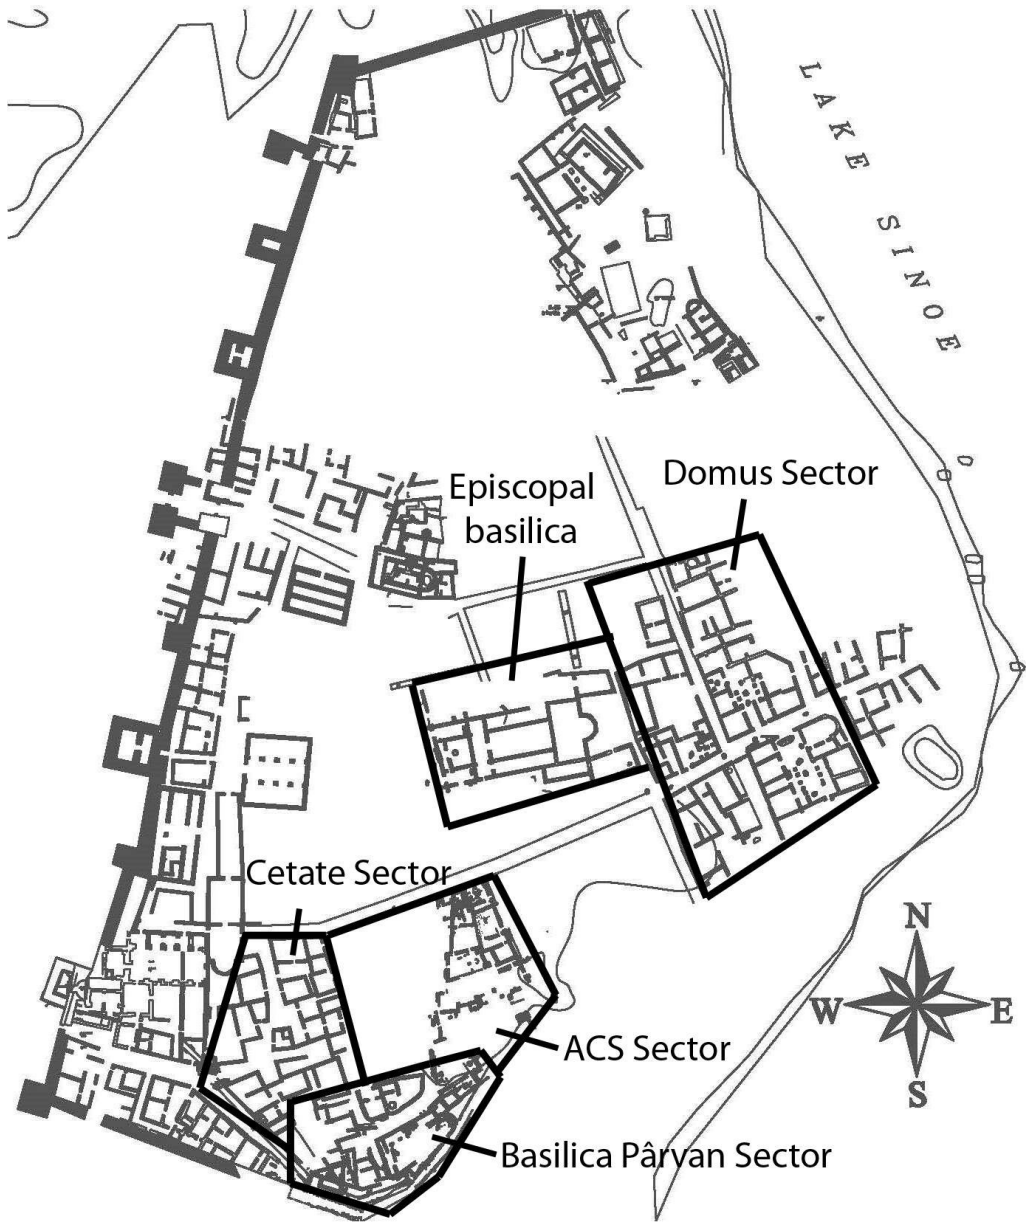 LAKE SINOE
Episcopal
basilica
Domus Sector
Cetate Sector
N
W
E
S
ACS Sector
Basilica Pârvan Sector